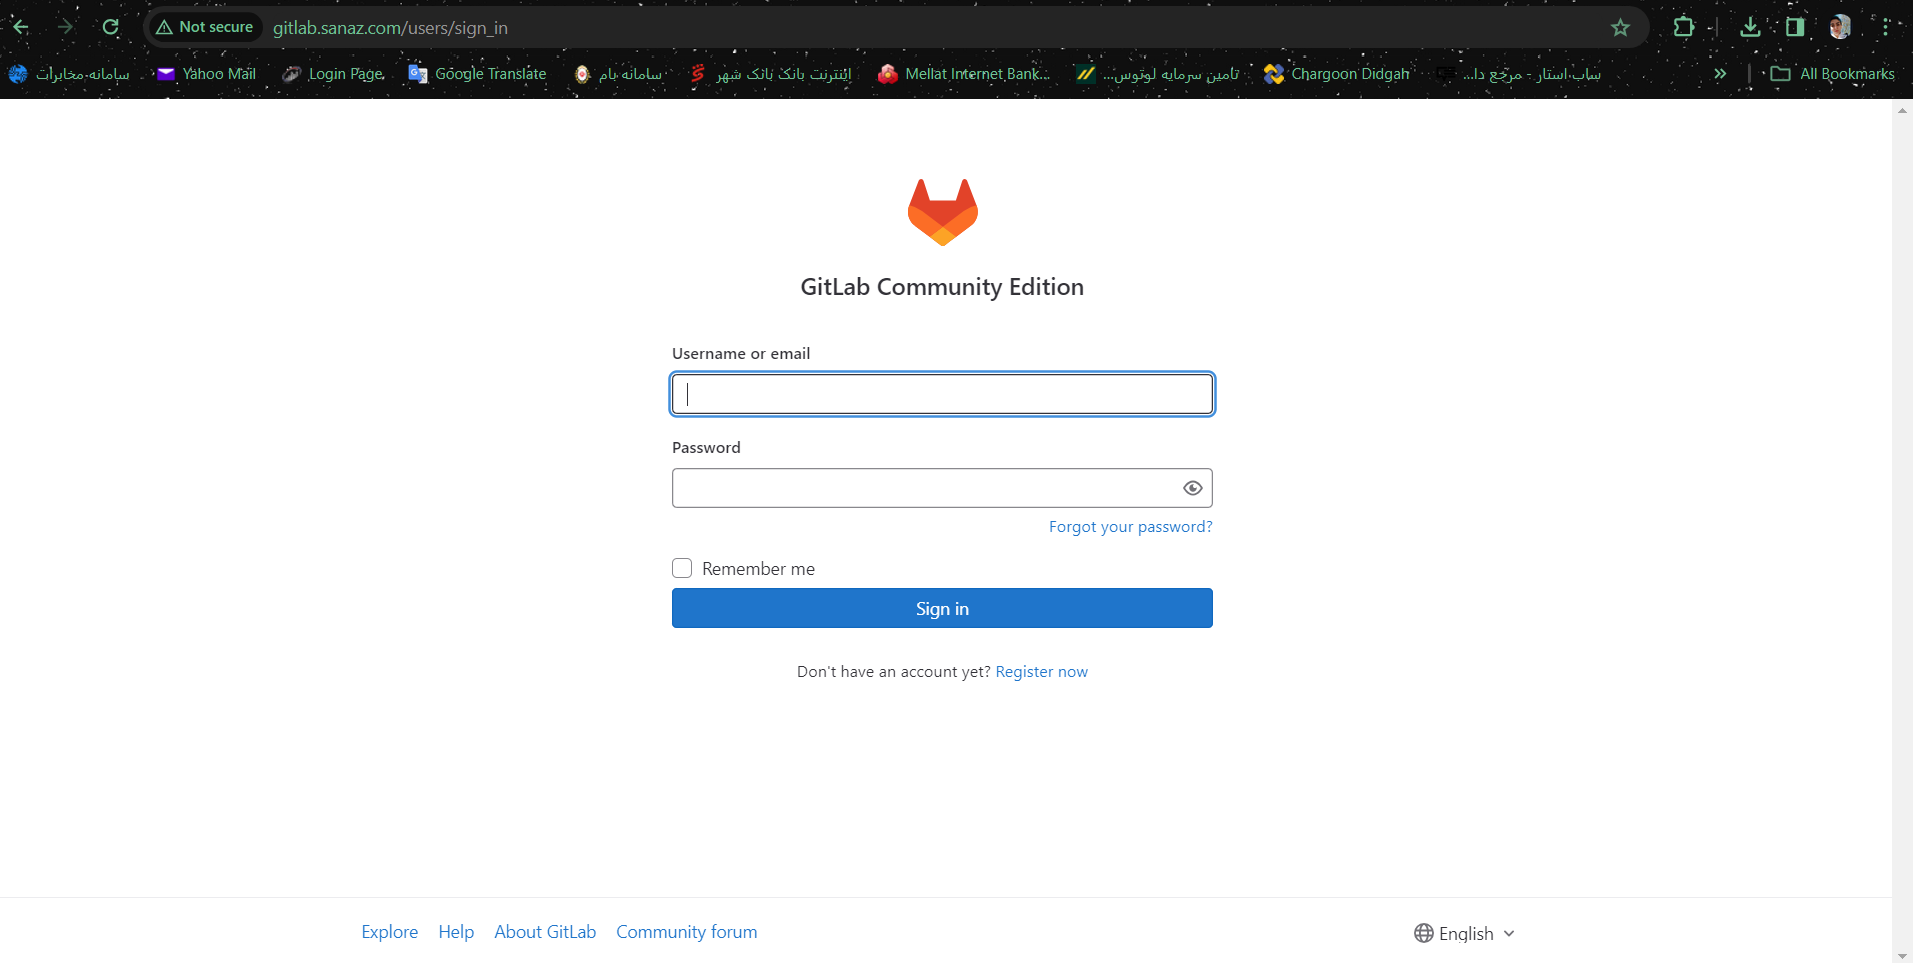 Not secure gitlab.sanaz.com/users/sign_in
سامانه مخابرات Yahoo Mail Login Page Google Translate سامانه بام اینترنت بانک بانک شهر Mellat Internet Bank... تامین سرمایه لوتوس... Chargoon Didgah ساب استار - مرجع دا... All Bookmarks
GitLab Community Edition
Username or email
Password
Forgot your password?
Remember me
Sign in
Don't have an account yet? Register now
Explore Help About GitLab Community forum English